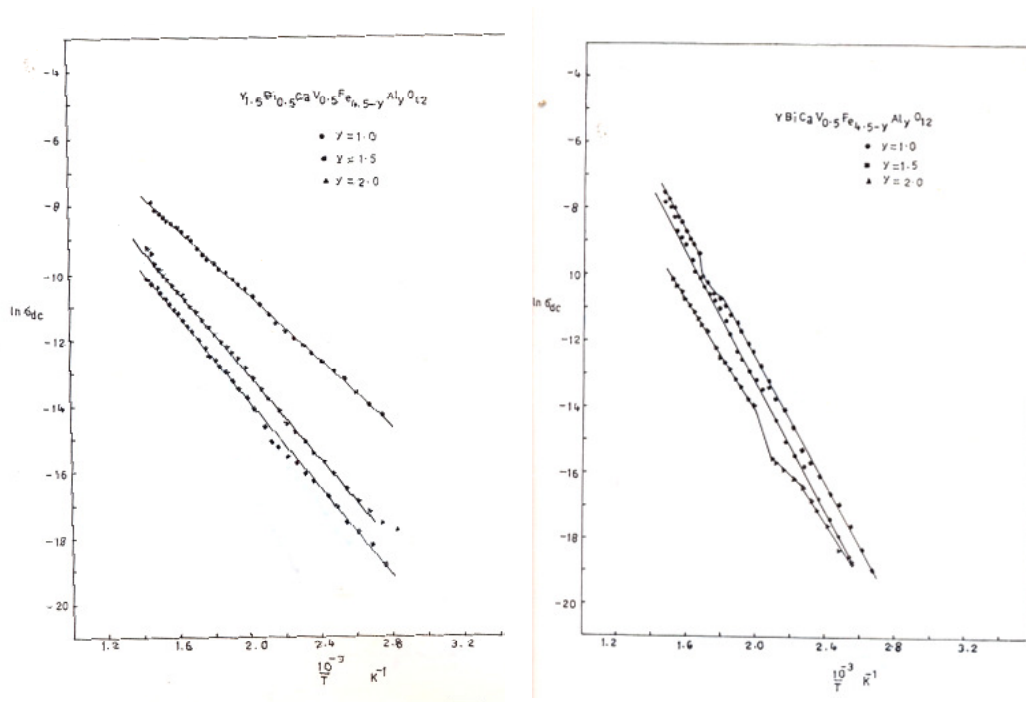 Y1.5Bi0.5CaV0.5Fe4.5-yAlyO12
y = 1.0
y = 1.5
y = 2.0
-4
-6
-8
-10
ln σdc
-12
-14
-16
-18
-20
1.2
1.6
2.0
2.4
2.8
3.2
10^-3
T
K^-1
YBiCaV0.5Fe4.5-yAlyO12
y=1.0
y=1.5
y=2.0
-4
-6
-8
-10
ln σdc
-12
-14
-16
-18
-20
1.2
1.6
2.0
2.4
2.8
3.2
10^-3
T
K^-1